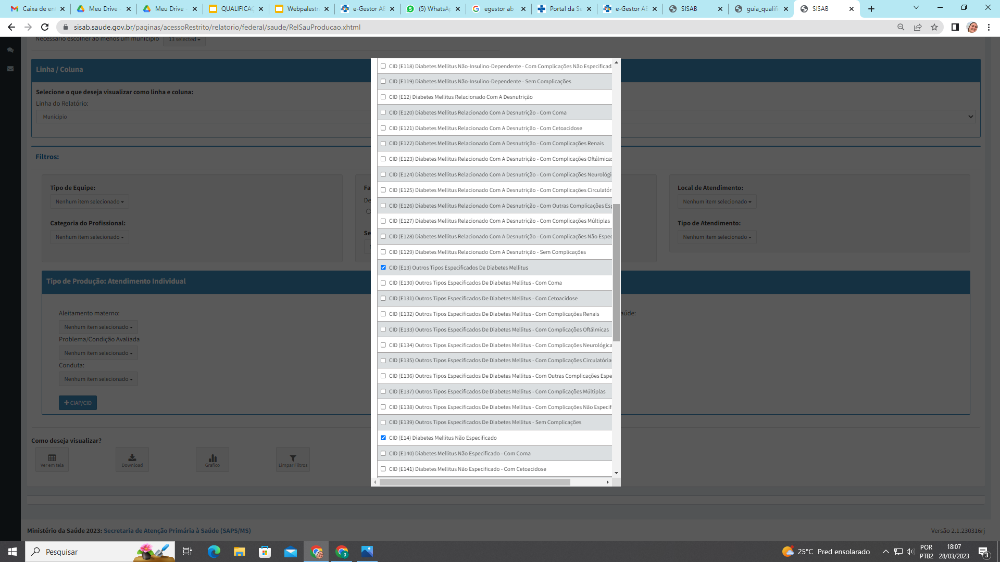 Caixa de en
Meu Drive -
Meu Drive -
QUALIFICAÇ
Webpalestr
e-Gestor AB
(5) WhatsAp
egestor ab
Portal da Se
e-Gestor AB
SISAB
guia_qualifi
SISAB
sisab.saude.gov.br/paginas/acessoRestrito/relatorio/federal/saude/RelSauProducao.xhtml
Necessário escolher ao menos um município
13 selected
Linha / Coluna
Selecione o que deseja visualizar como linha e coluna:
Linha do Relatório:
Municipio
Filtros:
Tipo de Equipe:
Nenhum item selecionado
Categoria do Profissional:
Nenhum item selecionado
Fa
De
Se
Local de Atendimento:
Nenhum item selecionado
Tipo de Atendimento:
Nenhum item selecionado
Tipo de Produção: Atendimento Individual
Aleitamento materno:
Nenhum item selecionado
Problema/Condição Avaliada
Nenhum item selecionado
Conduta:
Nenhum item selecionado
CIAP/CID
aúde:
CID (E118) Diabetes Mellitus Não-Insulino-Dependente - Com Complicações Não Especificad
CID (E119) Diabetes Mellitus Não-Insulino-Dependente - Sem Complicações
CID (E12) Diabetes Mellitus Relacionado Com A Desnutrição
CID (E120) Diabetes Mellitus Relacionado Com A Desnutrição - Com Coma
CID (E121) Diabetes Mellitus Relacionado Com A Desnutrição - Com Cetoacidose
CID (E122) Diabetes Mellitus Relacionado Com A Desnutrição - Com Complicações Renais
CID (E123) Diabetes Mellitus Relacionado Com A Desnutrição - Com Complicações Oftálmicas
CID (E124) Diabetes Mellitus Relacionado Com A Desnutrição - Com Complicações Neurológi
CID (E125) Diabetes Mellitus Relacionado Com A Desnutrição - Com Complicações Circulatór
CID (E126) Diabetes Mellitus Relacionado Com A Desnutrição - Com Outras Complicações Esp
CID (E127) Diabetes Mellitus Relacionado Com A Desnutrição - Com Complicações Múltiplas
CID (E128) Diabetes Mellitus Relacionado Com A Desnutrição - Com Complicações Não Espec
CID (E129) Diabetes Mellitus Relacionado Com A Desnutrição - Sem Complicações
CID (E13) Outros Tipos Especificados De Diabetes Mellitus
CID (E130) Outros Tipos Especificados De Diabetes Mellitus - Com Coma
CID (E131) Outros Tipos Especificados De Diabetes Mellitus - Com Cetoacidose
CID (E132) Outros Tipos Especificados De Diabetes Mellitus - Com Complicações Renais
CID (E133) Outros Tipos Especificados De Diabetes Mellitus - Com Complicações Oftálmicas
CID (E134) Outros Tipos Especificados De Diabetes Mellitus - Com Complicações Neurológica
CID (E135) Outros Tipos Especificados De Diabetes Mellitus - Com Complicações Circulatórias
CID (E136) Outros Tipos Especificados De Diabetes Mellitus - Com Outras Complicações Espe
CID (E137) Outros Tipos Especificados De Diabetes Mellitus - Com Complicações Múltiplas
CID (E138) Outros Tipos Especificados De Diabetes Mellitus - Com Complicações Não Especif
CID (E139) Outros Tipos Especificados De Diabetes Mellitus - Sem Complicações
CID (E14) Diabetes Mellitus Não Especificado
CID (E140) Diabetes Mellitus Não Especificado - Com Coma
CID (E141) Diabetes Mellitus Não Especificado - Com Cetoacidose
Como deseja visualizar?
Ver em tela
Download
Gráfico
Limpar Filtros
Ministério da Saúde 2023: Secretaria de Atenção Primária à Saúde (SAPS/MS)
Versão 2.1.230316rj
Pesquisar
25°C Pred ensolarado
POR
PTB2
18:07
28/03/2023
3